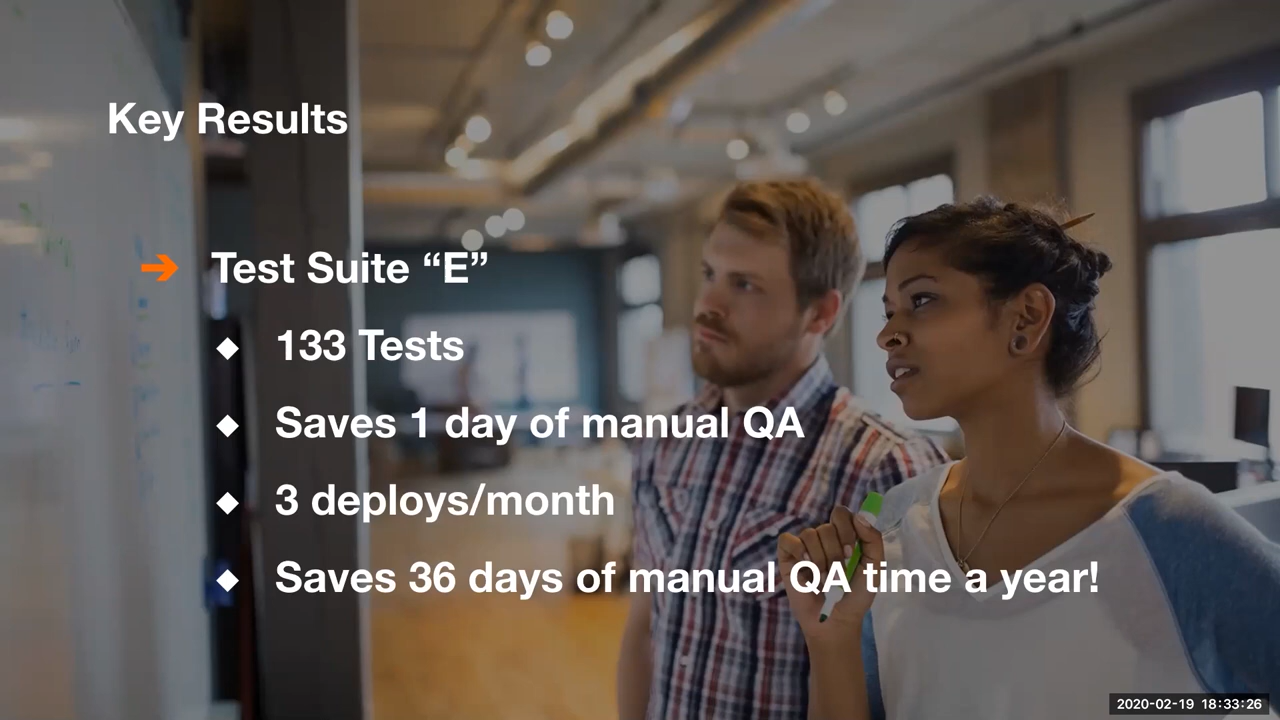 Key Results
➔ Test Suite “E”
◆ 133 Tests
◆ Saves 1 day of manual QA
◆ 3 deploys/month
◆ Saves 36 days of manual QA time a year!
2020-02-19 18:33:26